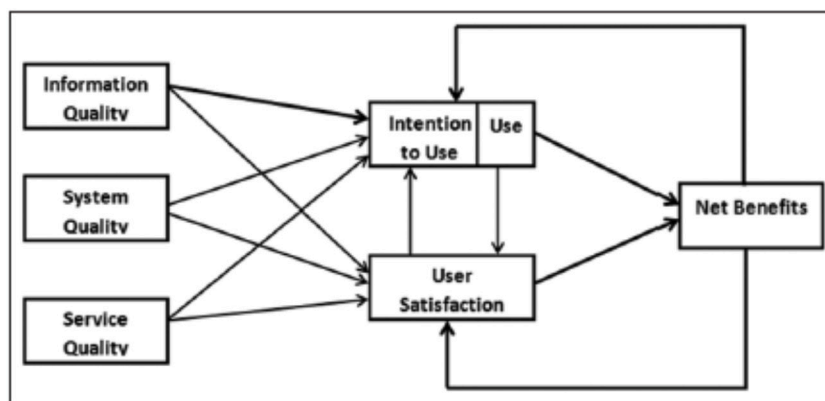 Information
Quality
System
Quality
Service
Quality
Intention
to Use
Use
User
Satisfaction
Net Benefits